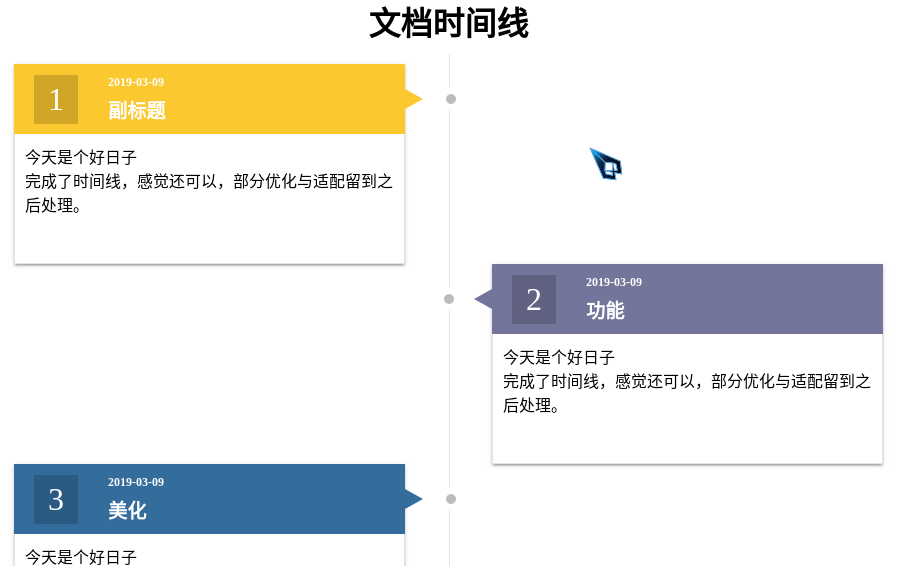 文档时间线
1
2019-03-09
副标题
今天是个好日子
完成了时间线，感觉还可以，部分优化与适配留到之
后处理。
2
2019-03-09
功能
今天是个好日子
完成了时间线，感觉还可以，部分优化与适配留到之
后处理。
3
2019-03-09
美化
今天是个好日子